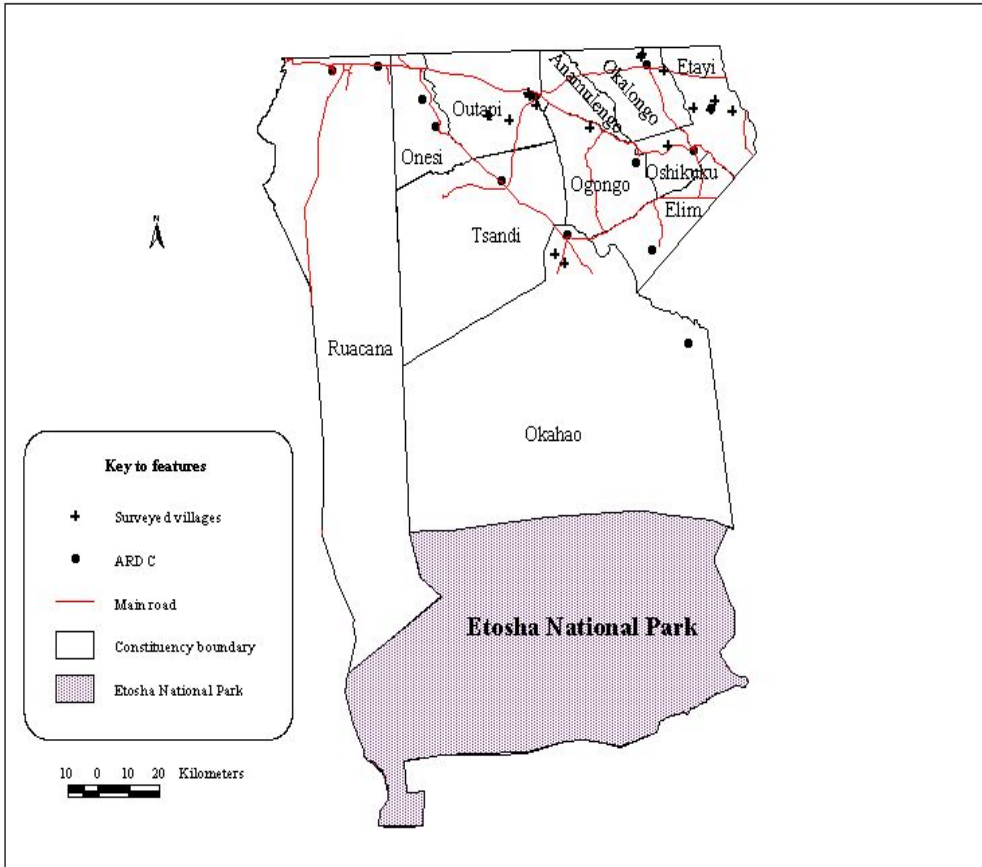 Etayi
Okalongo
Anamulengo
Outapi
Onesi
Oshikuku
Ogongo
Elim
Tsandi
N
Ruacana
Okahao
Key to features
Surveyed villages
ARD C
Main road
Constituency boundary
Etosha National Park
Etosha National Park
10 0 10 20 Kilometers